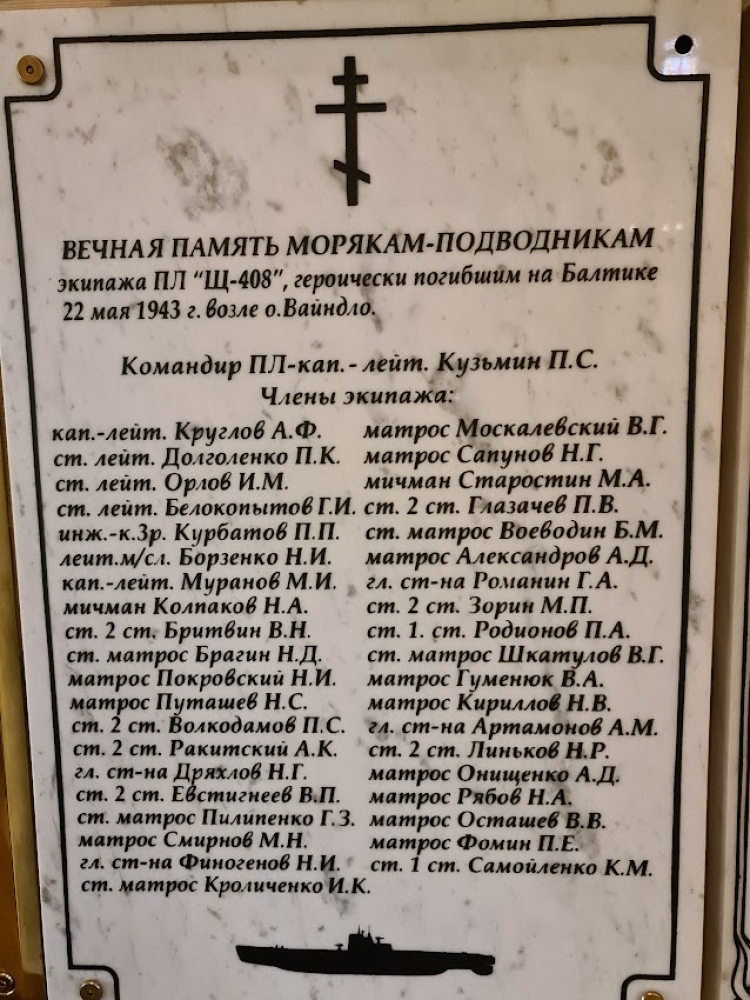 ВЕЧНАЯ ПАМЯТЬ МОРЯКАМ-ПОДВОДНИКАМ
экипажа ПЛ "Щ-408", героически погибшим на Балтике
22 мая 1943 г. возле о.Вайндло.
Командир ПЛ-кап.- лейт. Кузьмин П.С.
Члены экипажа:
кап.-лейт. Круглов А.Ф.
ст. лейт. Долголенко П.К.
ст. лейт. Орлов И.М.
ст. лейт. Белокопытов Г.И.
инж.-к.3р. Курбатов П.П.
леит.м/сл. Борзенко Н.И.
кап.-лейт. Муранов М.И.
мичман Колпаков Н.А.
ст. 2 ст. Бритвин В.Н.
ст. матрос Брагин Н.Д.
матрос Покровский Н.И.
матрос Путашев Н.С.
ст. 2 ст. Волкодамов П.С.
ст. 2 ст. Ракитский А.К.
гл. ст-на Дряхлов Н.Г.
ст. 2 ст. Евстигнеев В.П.
ст. матрос Пилипенко Г.З.
матрос Смирнов М.Н.
гл. ст-на Финогенов Н.И.
ст. матрос Кроличенко И.К.
матрос Москалевский В.Г.
матрос Сапунов Н.Г.
мичман Старостин М.А.
ст. 2 ст. Глазачев П.В.
ст. матрос Воеводин Б.М.
матрос Александров А.Д.
гл. ст-на Романин Г.А.
ст. 2 ст. Зорин М.П.
ст. 1. ст. Родионов П.А.
ст. матрос Шкатулов В.Г.
матрос Гуменюк В.А.
матрос Кириллов Н.В.
гл. ст-на Артамонов А.М.
ст. 2 ст. Линьков Н.Р.
матрос Онищенко А.Д.
матрос Рябов Н.А.
матрос Осташев В.В.
матрос Фомин П.Е.
ст. 1 ст. Самойленко К.М.